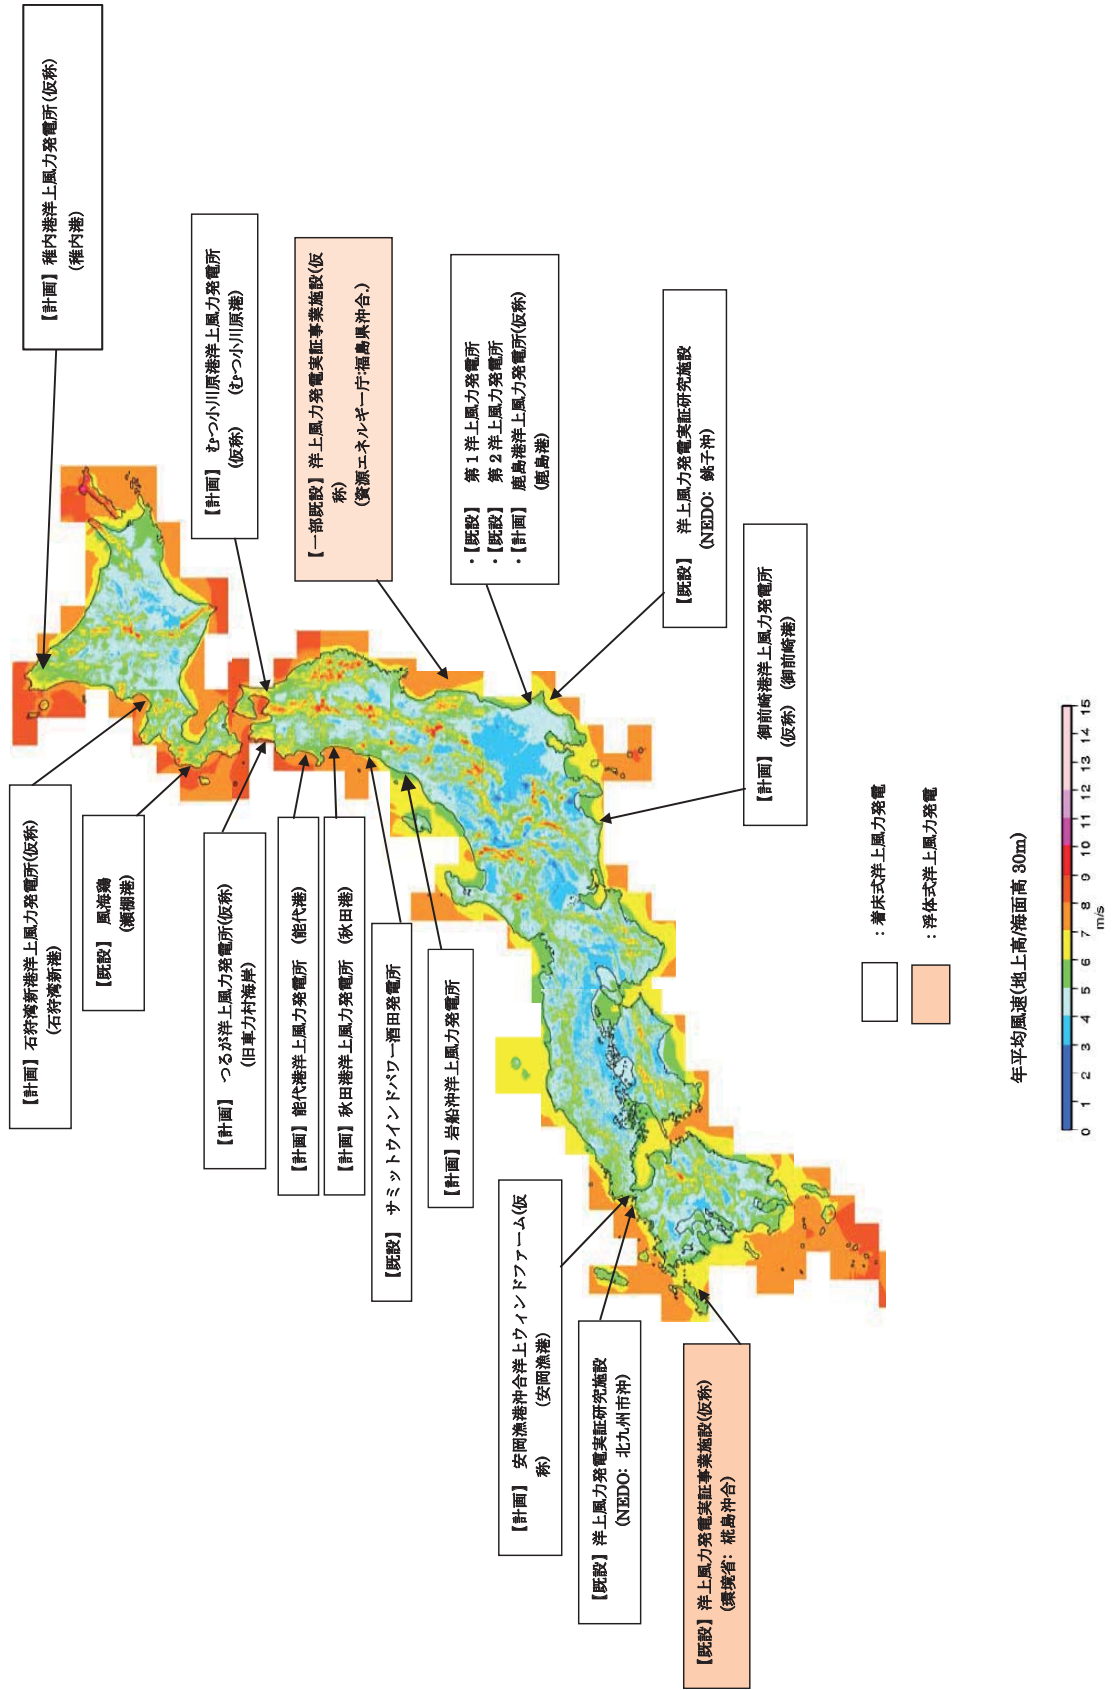 【計画】稚内港洋上風力発電所(仮称)
(稚内港)
【計画】 むつ小川原港洋上風力発電所
(仮称) (むつ小川原港)
【一部既設】洋上風力発電実証事業施設(仮
称)
(資源エネルギー庁:福島県沖合.)
・【既設】 第1洋上風力発電所
・【既設】 第2洋上風力発電所
・【計画】 鹿島港洋上風力発電所(仮称)
(鹿島港)
【既設】 洋上風力発電実証研究施設
(NEDO: 銚子沖)
【計画】 御前崎港洋上風力発電所
(仮称) (御前崎港)
【計画】石狩湾新港洋上風力発電所(仮称)
(石狩湾新港)
【既設】 風海鳥
(瀬棚港)
【計画】 つるが洋上風力発電所(仮称)
(旧車力村海岸)
【計画】能代港洋上風力発電所 (能代港)
【計画】秋田港洋上風力発電所 (秋田港)
【既設】 サミットウインドパワー酒田発電所
【計画】岩船沖洋上風力発電所
【計画】 安岡漁港沖合洋上ウィンドファーム(仮
称) (安岡漁港)
【既設】洋上風力発電実証研究施設
(NEDO: 北九州市沖)
【既設】洋上風力発電実証事業施設(仮称)
(環境省: 椛島沖合)
: 着床式洋上風力発電
: 浮体式洋上風力発電
年平均風速(地上高/海面高 30m)
0 1 2 3 4 5 6 7 8 9 10 11 12 13 14 15
m/s